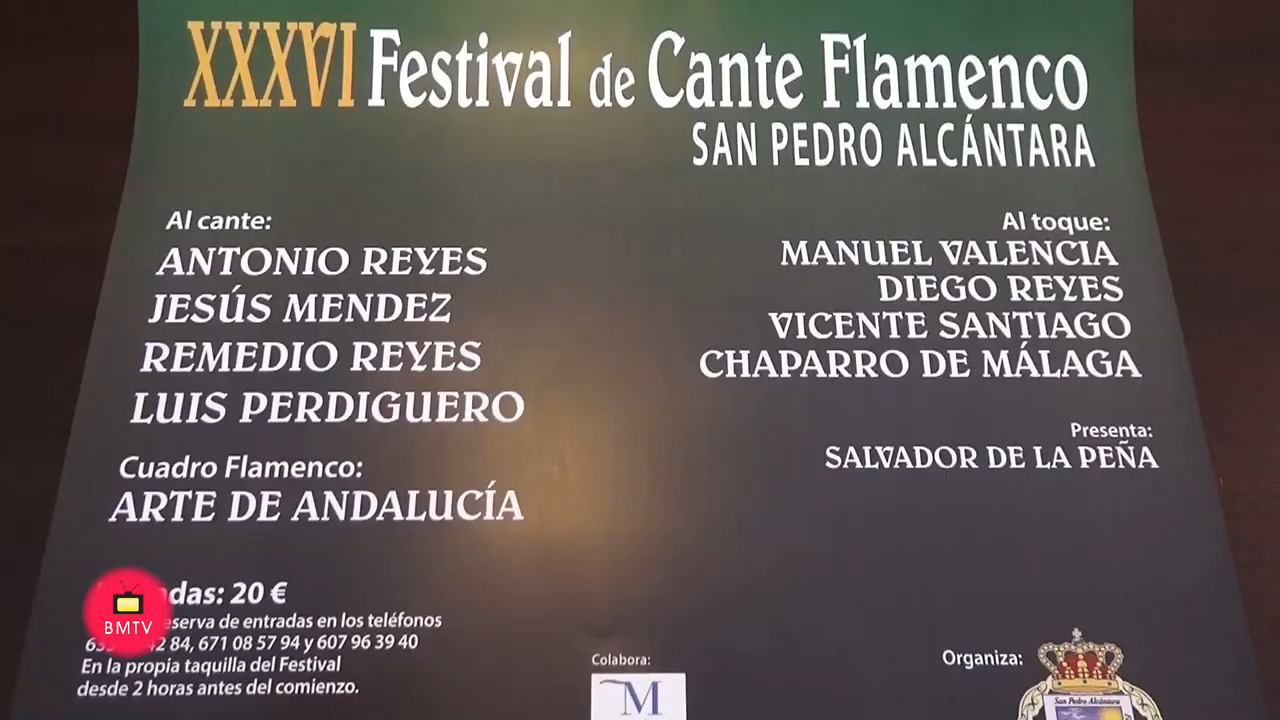 XXXVI Festival de Cante Flamenco
SAN PEDRO ALCÁNTARA
Al cante:
ANTONIO REYES
JESÚS MENDEZ
REMEDIO REYES
LUIS PERDIGUERO
Cuadro Flamenco:
ARTE DE ANDALUCÍA
Al toque:
MANUEL VALENCIA
DIEGO REYES
VICENTE SANTIAGO
CHAPARRO DE MÁLAGA
Presenta:
SALVADOR DE LA PEÑA
20 €
de entradas en los teléfonos
42 84, 671 08 57 94 y 607 96 39 40
En la propia taquilla del Festival
desde 2 horas antes del comienzo.
BMTV
Colabora:
M
Organiza:
San Pedro Alcántara